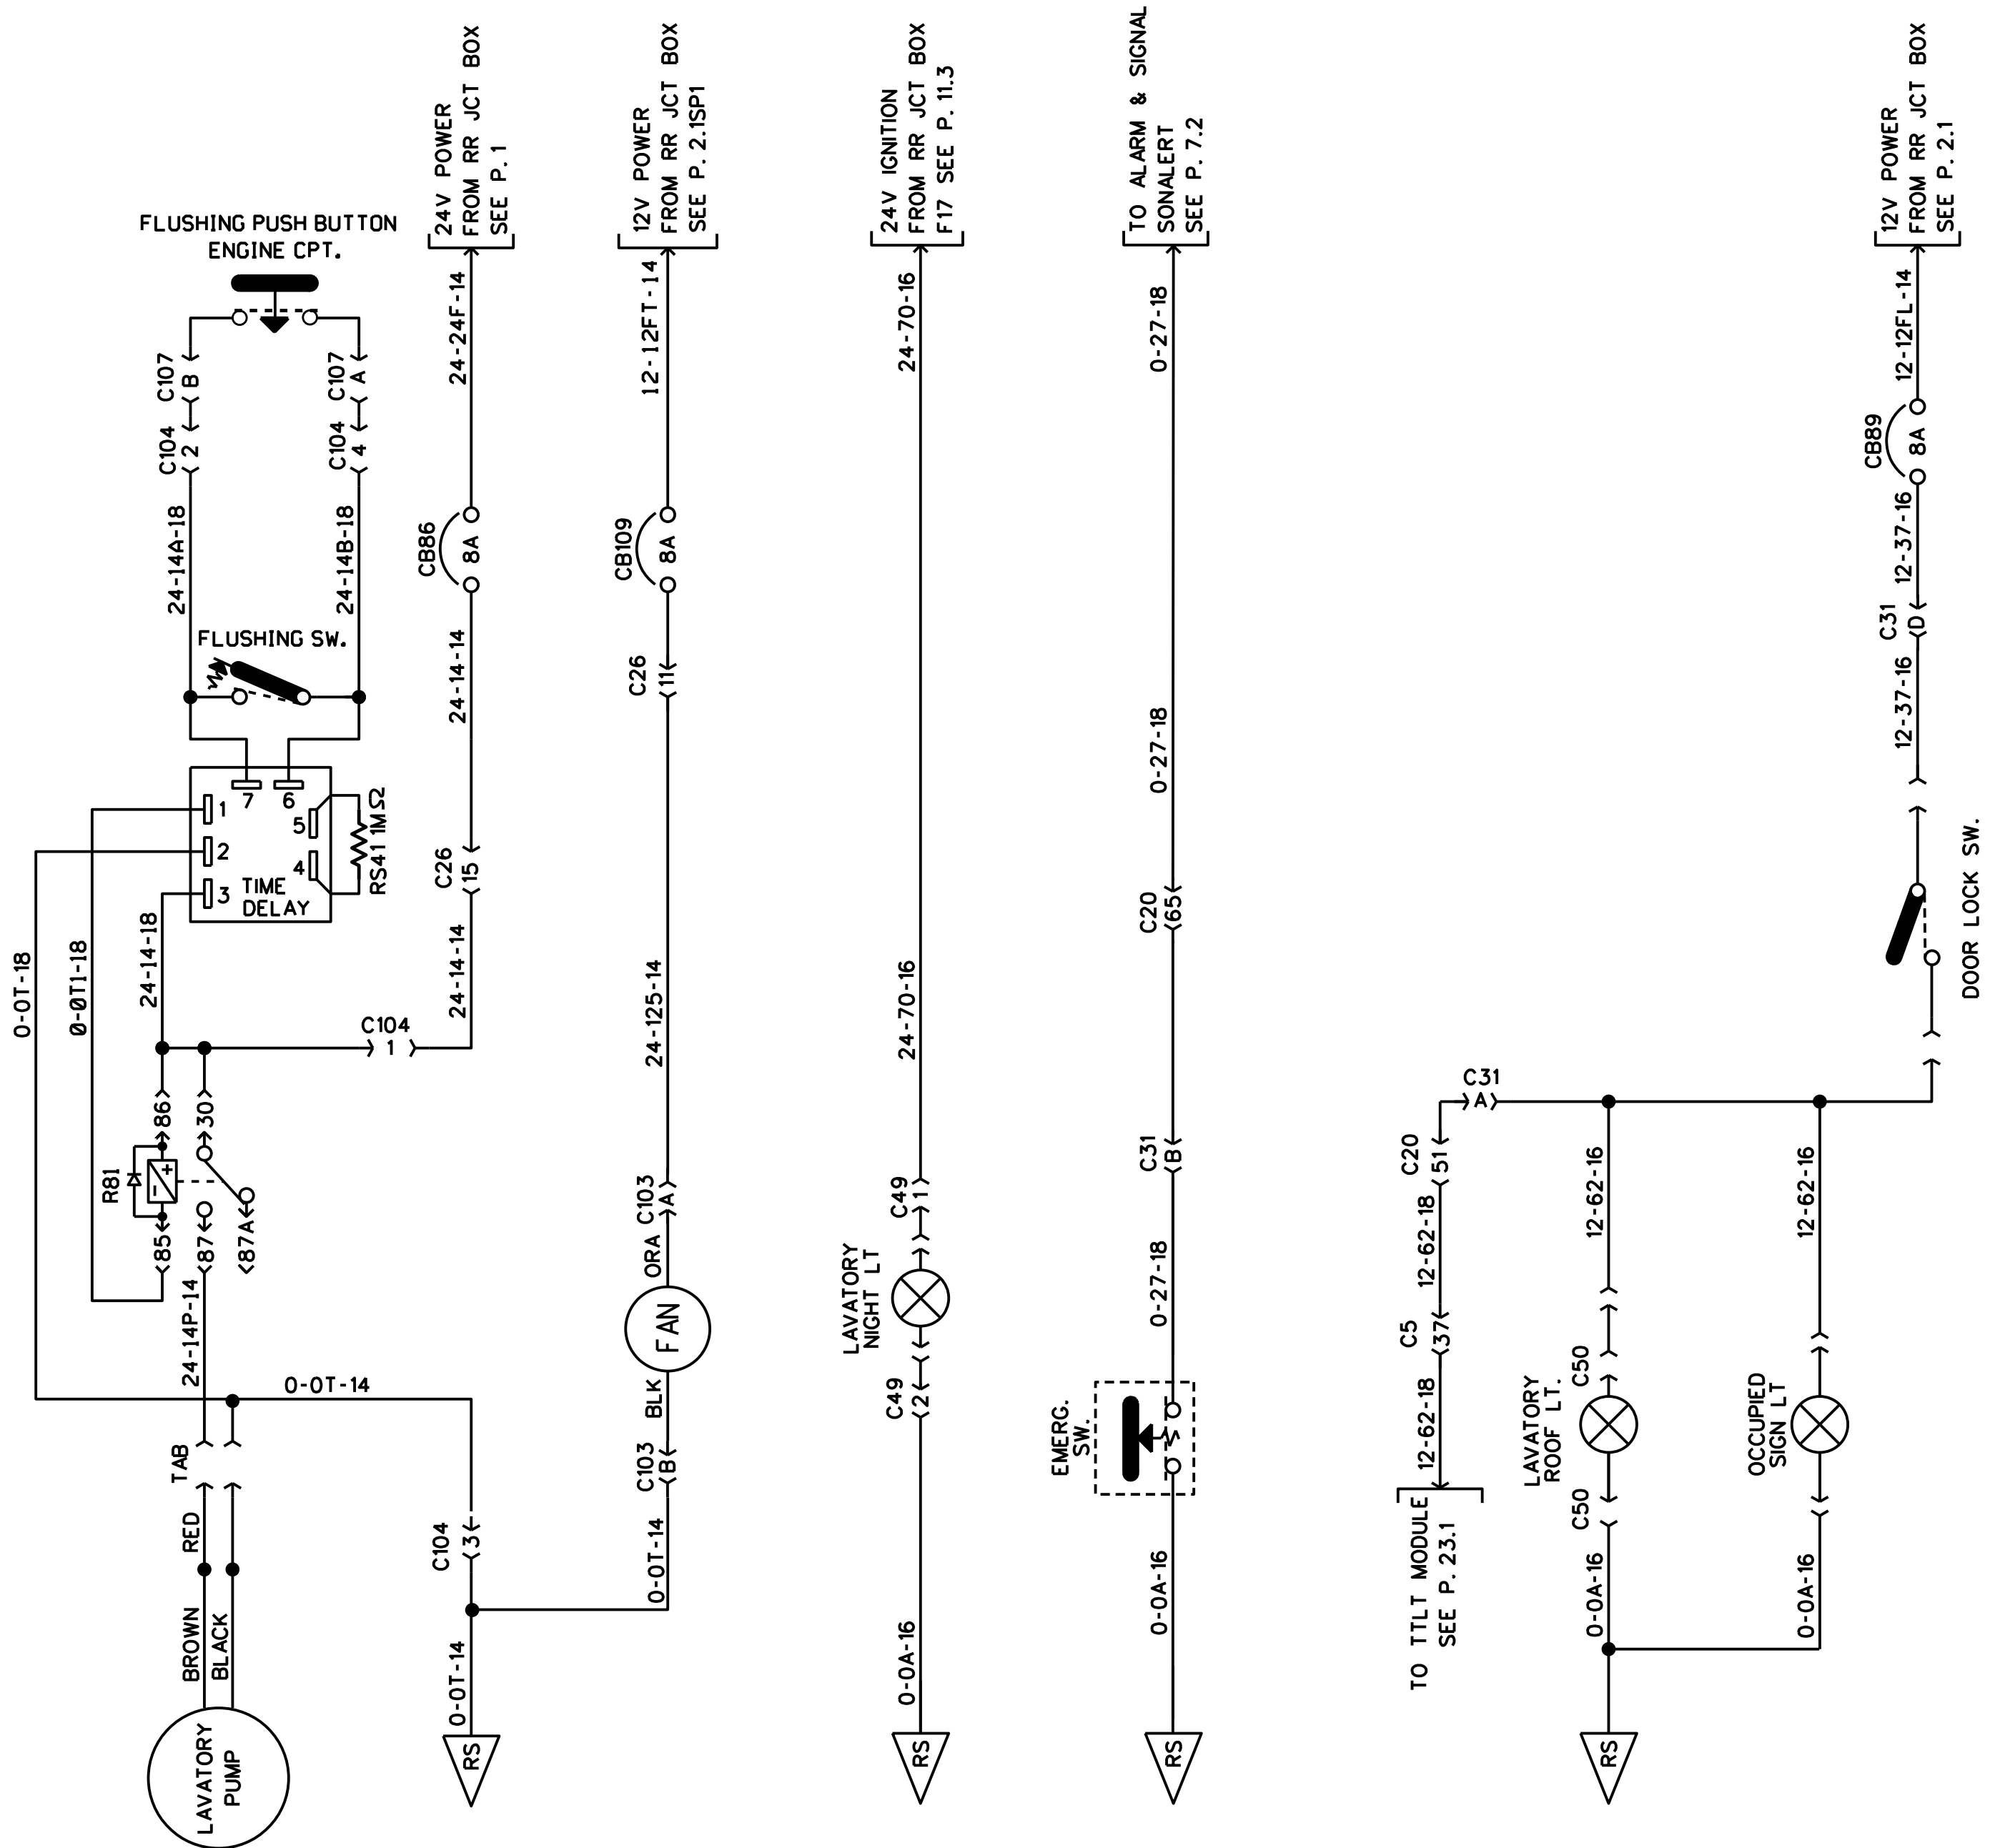 FLUSHING PUSH BUTTON
ENGINE CPT.
C107
B
C107
A
C104
2
C104
4
24-14A-18
24-14B-18
FLUSHING SW.
7
6
1
2
3
5
4
TIME
DELAY
RS41 1MΩ
0-0T-18
0-0T1-18
24-14-18
C104
1
86
30
R81
+
-
85
87
87A
24-14P-14
0-0T-14
TAB
RED
BROWN
BLACK
LAVATORY
PUMP
24V POWER
FROM RR JCT BOX
SEE P. 1
24-24F-14
CB86
8A
24-14-14
C26
15
24-14-14
C104
3
0-0T-14
RS
12V POWER
FROM RR JCT BOX
SEE P. 2.1SP1
12-12FT-14
CB109
8A
C26
11
24-125-14
C103
A
ORA
FAN
BLK
C103
B
0-0T-14
24V IGNITION
FROM RR JCT BOX
F17 SEE P. 11.3
24-70-16
24-70-16
C49
1
LAVATORY
NIGHT LT
C49
2
0-0A-16
RS
TO ALARM & SIGNAL
SONALERT
SEE P. 7.2
0-27-18
0-27-18
C20
65
C31
B
0-27-18
EMERG.
SW.
0-0A-16
RS
12V POWER
FROM RR JCT BOX
SEE P. 2.1
12-12FL-14
CB89
8A
12-37-16
C31
D
12-37-16
DOOR LOCK SW.
C31
A
C20
51
12-62-18
C5
37
12-62-18
TO TTLT MODULE
SEE P. 23.1
12-62-16
C50
LAVATORY
ROOF LT.
C50
0-0A-16
12-62-16
OCCUPIED
SIGN LT
0-0A-16
RS